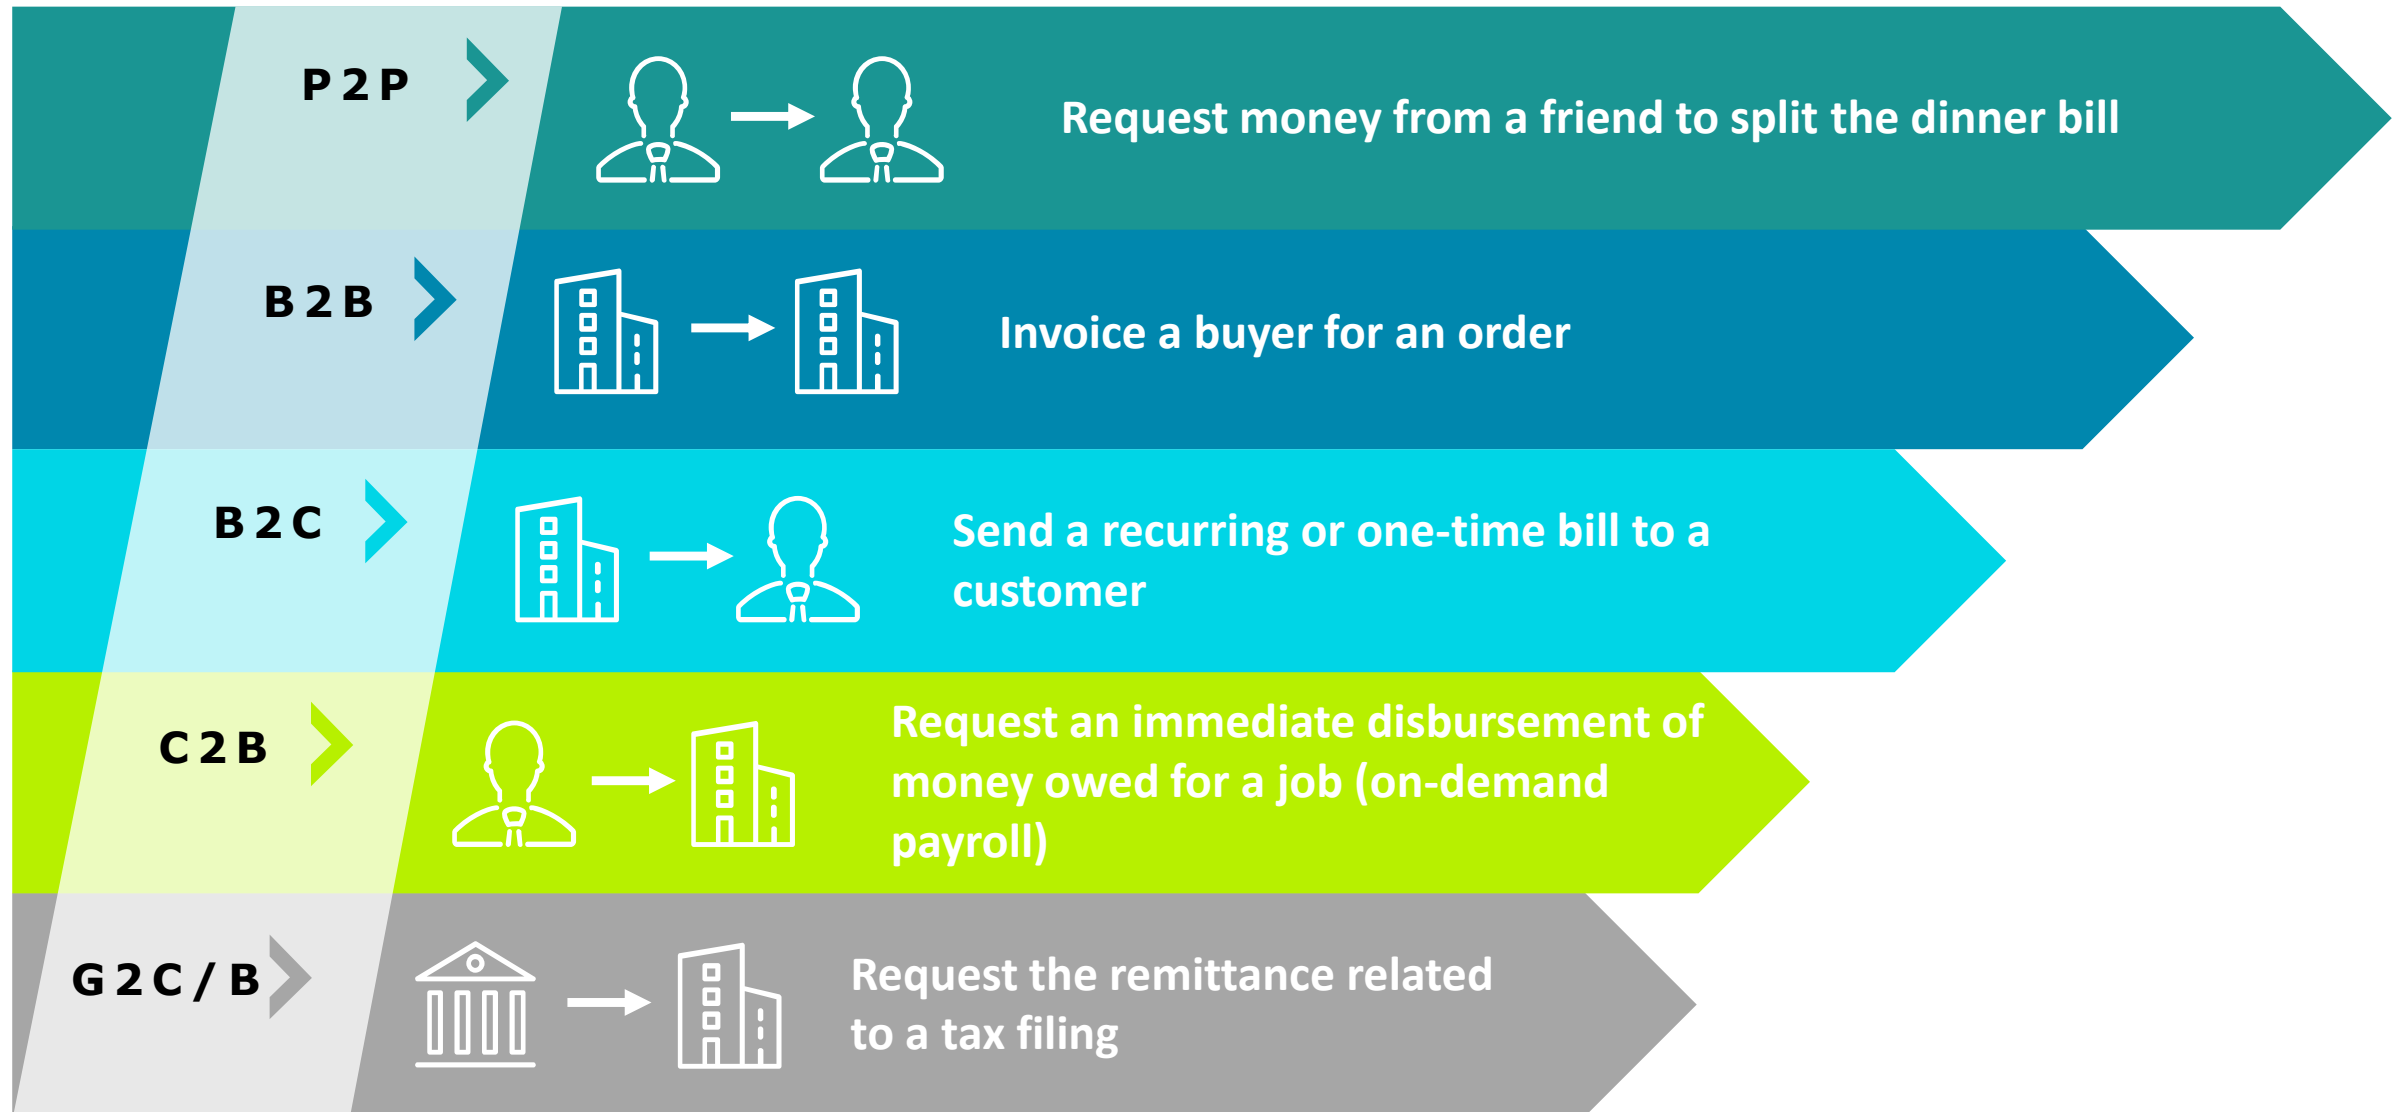 P2P
Request money from a friend to split the dinner bill
B2B
Invoice a buyer for an order
B2C
Send a recurring or one-time bill to a
customer
C2B
Request an immediate disbursement of
money owed for a job (on-demand
payroll)
G2C/B
Request the remittance related
to a tax filing